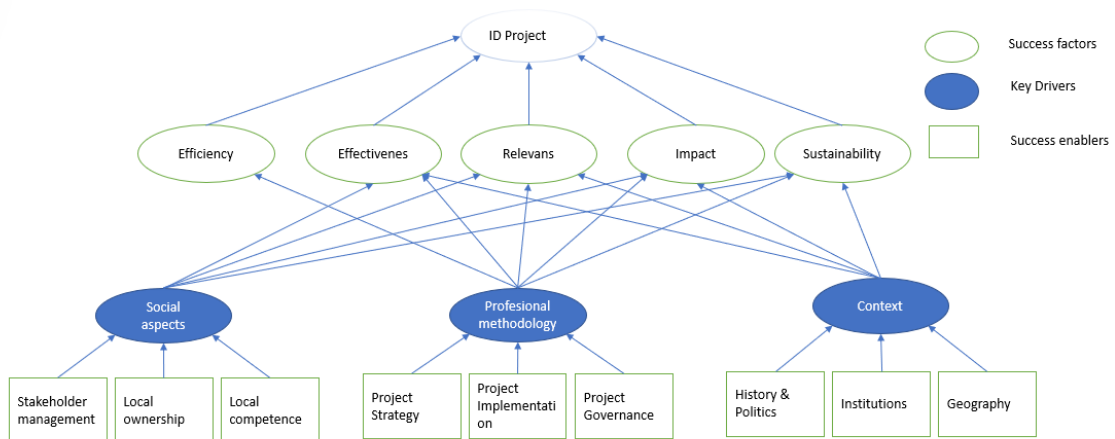 ID Project
Success factors
Key Drivers
Success enablers
Efficiency
Effectivenes
Relevans
Impact
Sustainability
Social
aspects
Profesional
methodology
Context
Stakeholder
management
Local
ownership
Local
competence
Project
Strategy
Project
Implementati
on
Project
Governance
History &
Politics
Institutions
Geography